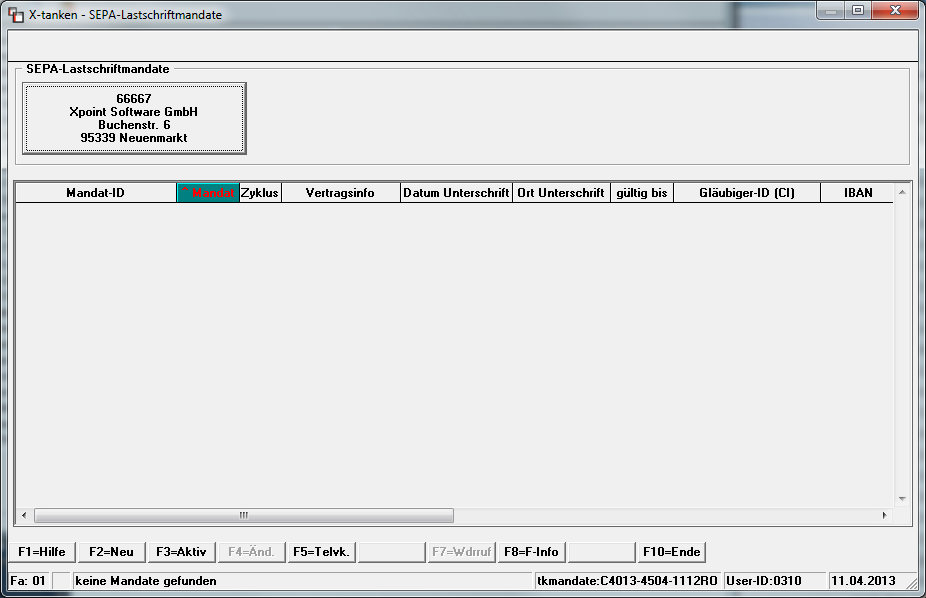 X-tanken - SEPA-Lastschriftmandate
SEPA-Lastschriftmandate
66667
Xpoint Software GmbH
Buchenstr. 6
95339 Neuenmarkt
Mandat-ID ^ Mandat Zyklus Vertragsinfo Datum Unterschrift Ort Unterschrift gültig bis Gläubiger-ID (CI) IBAN
F1=Hilfe F2=Neu F3=Aktiv F4=Änd. F5=Telvk. F7=Wdrruf F8=F-Info F10=Ende
Fa: 01 keine Mandate gefunden tkmandate:C4013-4504-1112RO User-ID:0310 11.04.2013